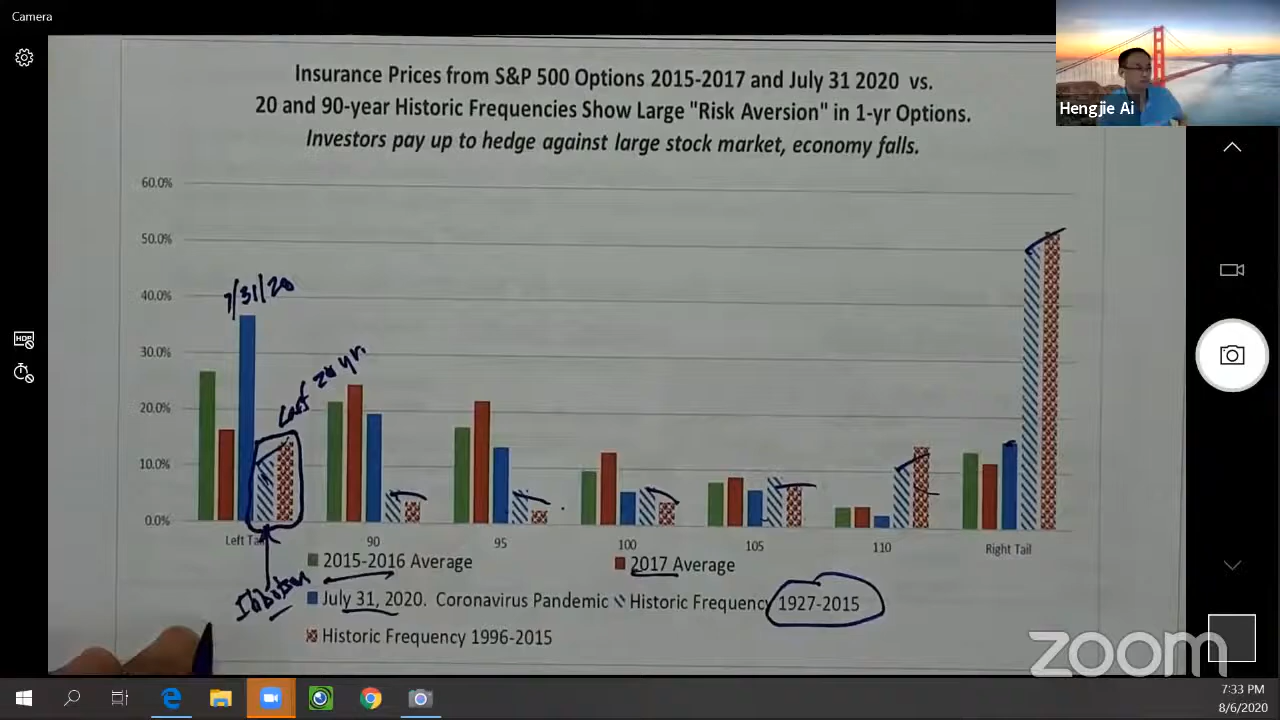 Camera
Hengjie Ai
Insurance Prices from S&P 500 Options 2015-2017 and July 31 2020 vs.
20 and 90-year Historic Frequencies Show Large "Risk Aversion" in 1-yr Options.
Investors pay up to hedge against large stock market, economy falls.
60.0%
50.0%
40.0%
30.0%
20.0%
10.0%
0.0%
7/31/20
Last 20 yr.
Left
90
95
100
105
110
Right Tail
2015-2016 Average
2017 Average
July 31, 2020. Coronavirus Pandemic
Historic Frequency 1927-2015
Historic Frequency 1996-2015
zoom
7:33 PM
8/6/2020